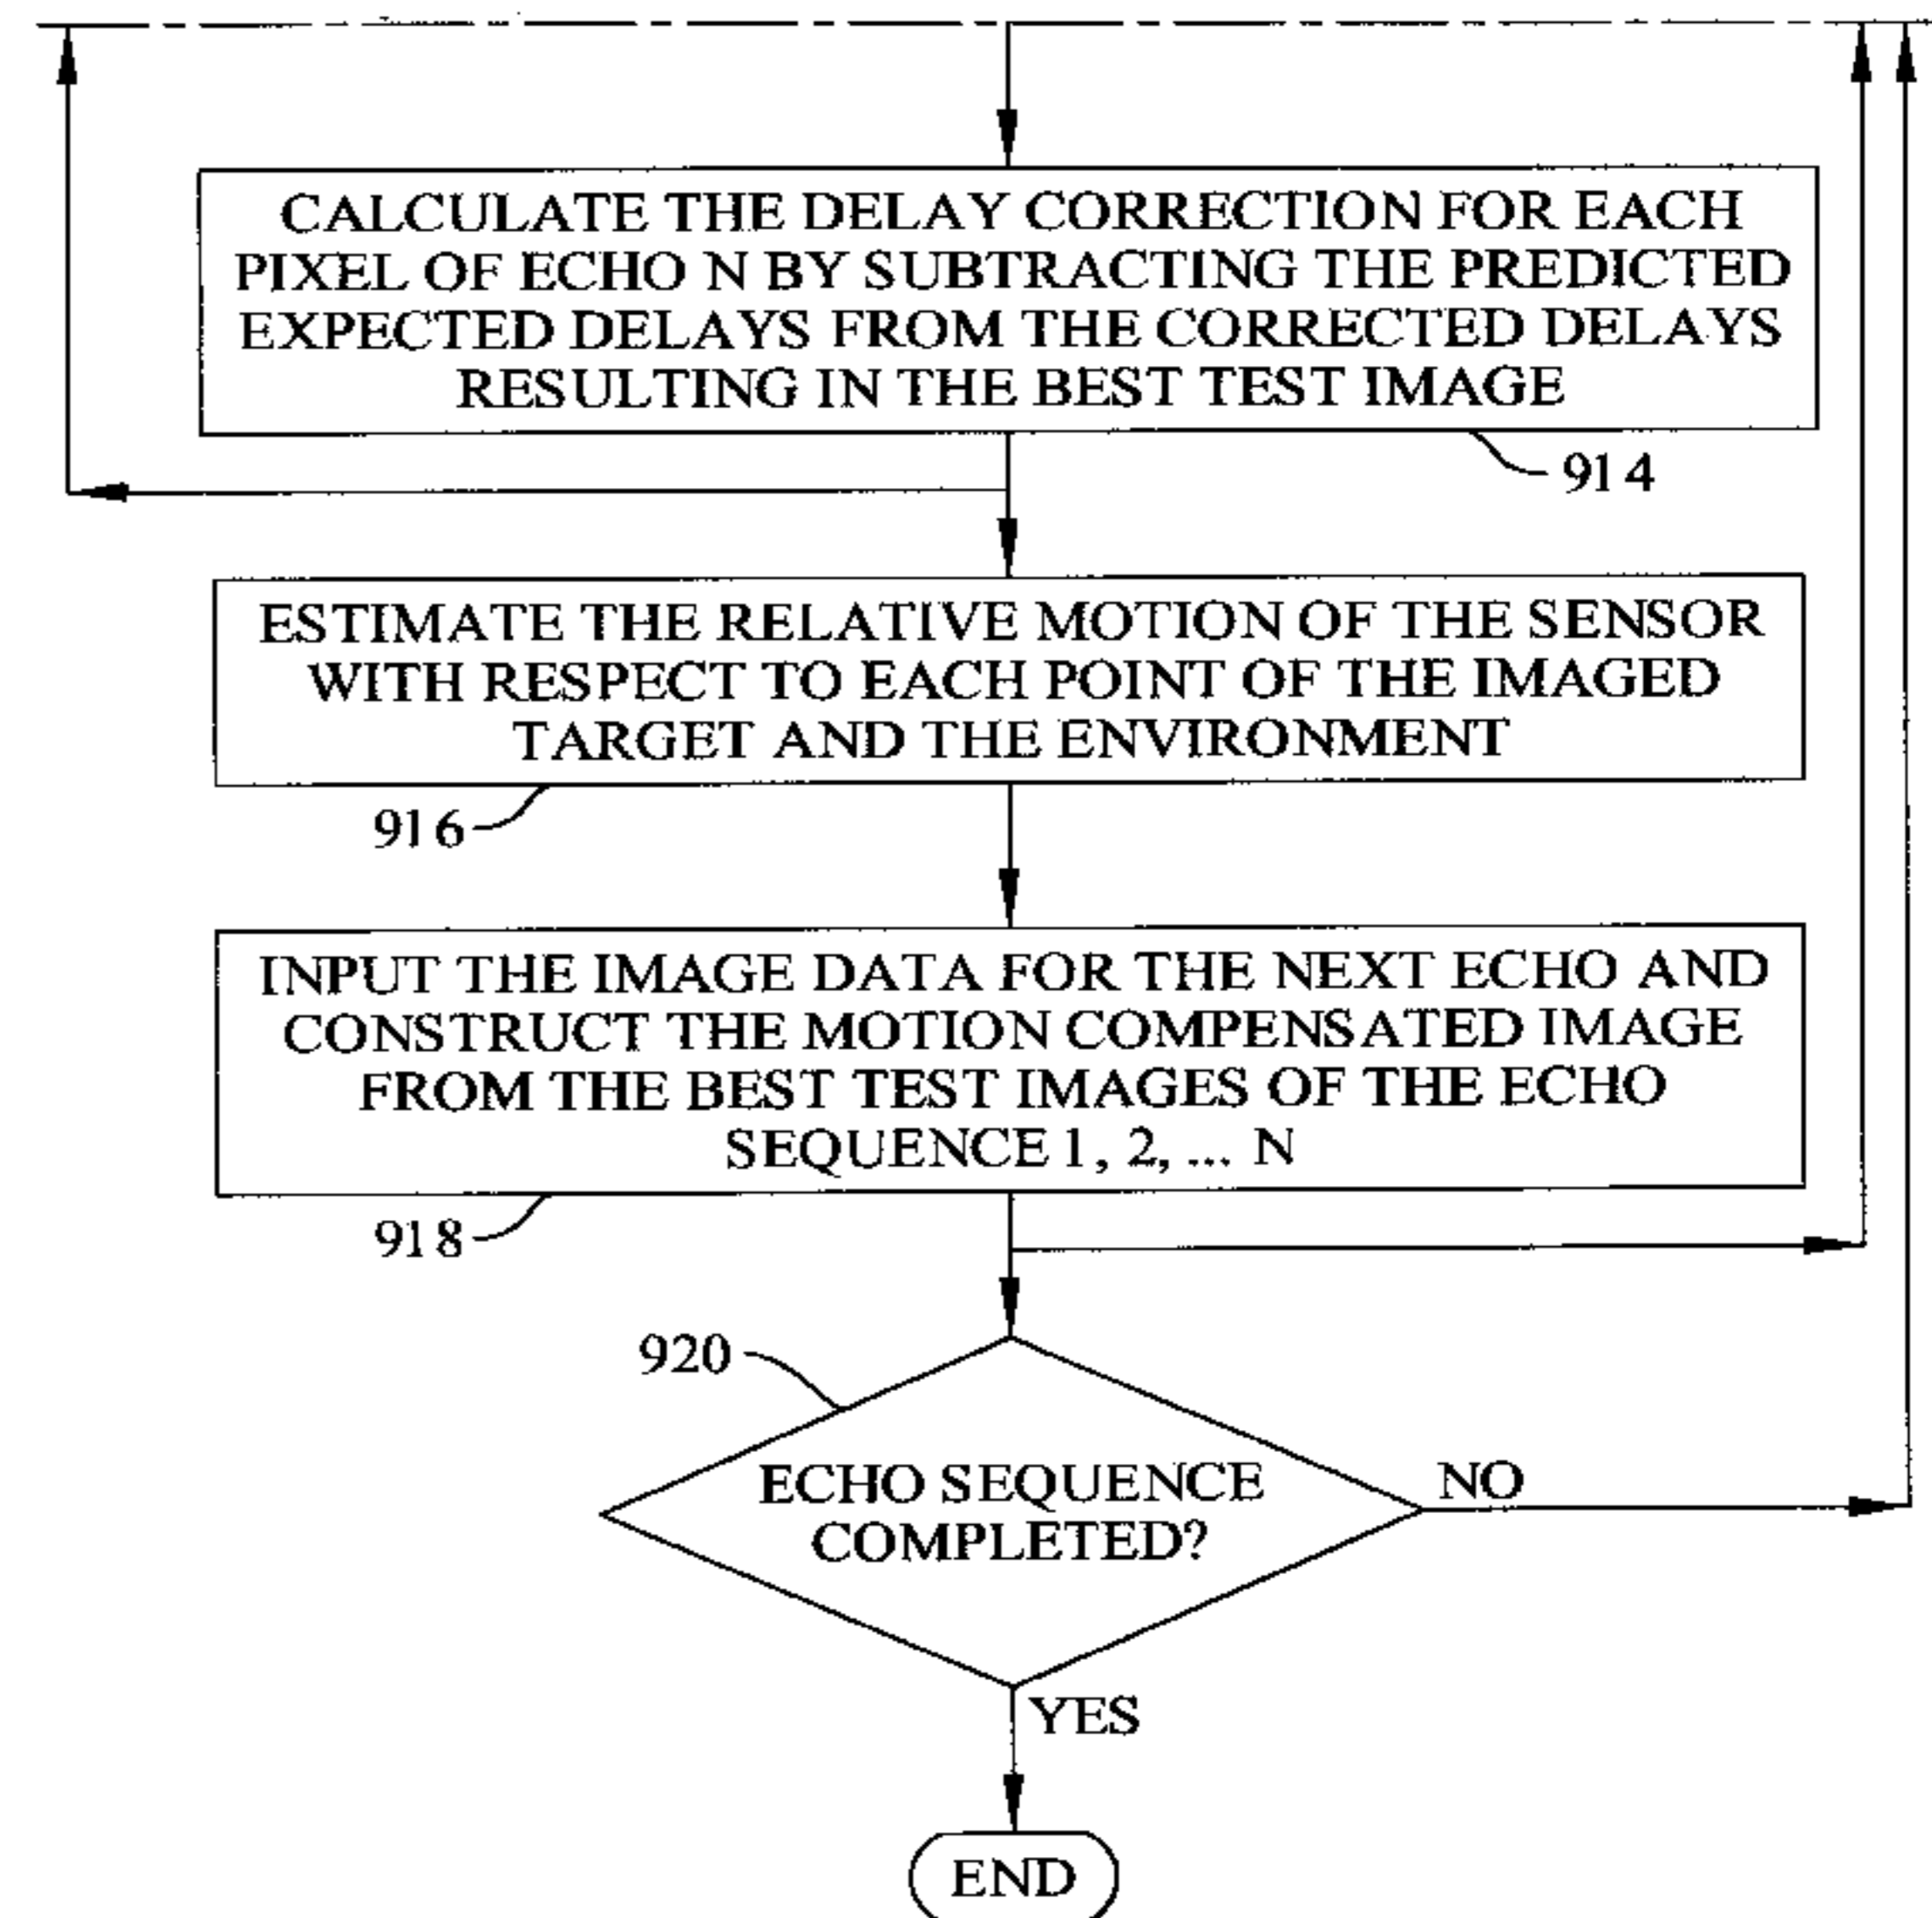 CALCULATE THE DELAY CORRECTION FOR EACH
PIXEL OF ECHO N BY SUBTRACTING THE PREDICTED
EXPECTED DELAYS FROM THE CORRECTED DELAYS
RESULTING IN THE BEST TEST IMAGE
914
ESTIMATE THE RELATIVE MOTION OF THE SENSOR
WITH RESPECT TO EACH POINT OF THE IMAGED
TARGET AND THE ENVIRONMENT
916
INPUT THE IMAGE DATA FOR THE NEXT ECHO AND
CONSTRUCT THE MOTION COMPENSATED IMAGE
FROM THE BEST TEST IMAGES OF THE ECHO
SEQUENCE 1, 2, ... N
918
920
ECHO SEQUENCE
COMPLETED?
NO
YES
END